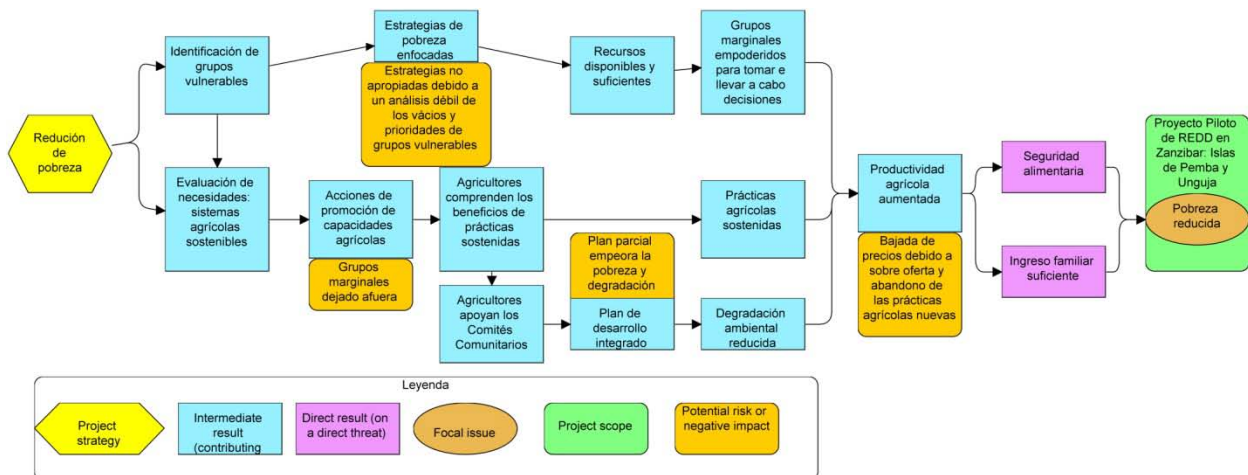 Redución
de
pobreza
Identificación de
grupos
vulnerables
Estrategias de
pobreza
enfocadas
Estrategias no
apropiadas debido a
un análisis débil de
los vácios y
prioridades de
grupos vulnerables
Recursos
disponibles y
suficientes
Grupos
marginales
empoderidos
para tomar e
llevar a cabo
decisiones
Evaluación de
necesidades:
sistemas
agrícolas
sostenibles
Acciones de
promoción de
capacidades
agrícolas
Grupos
marginales
dejado afuera
Agricultores
comprenden los
beneficios de
prácticas
sostenidas
Prácticas
agrícolas
sostenidas
Agricultores
apoyan los
Comités
Comunitarios
Plan parcial
empeora la
pobreza y
degradación
Plan de
desarrollo
integrado
Degradación
ambiental
reducida
Productividad
agrícola
aumentada
Bajada de
precios debido a
sobre oferta y
abandono de
las prácticas
agrícolas nuevas
Seguridad
alimentaria
Ingreso familiar
suficiente
Proyecto Piloto
de REDD en
Zanzibar: Islas
de Pemba y
Unguja
Pobreza
reducida
Leyenda
Project
strategy
Intermediate
result
(contributing
Direct result (on
a direct threat)
Focal issue
Project scope
Potential risk or
negative impact